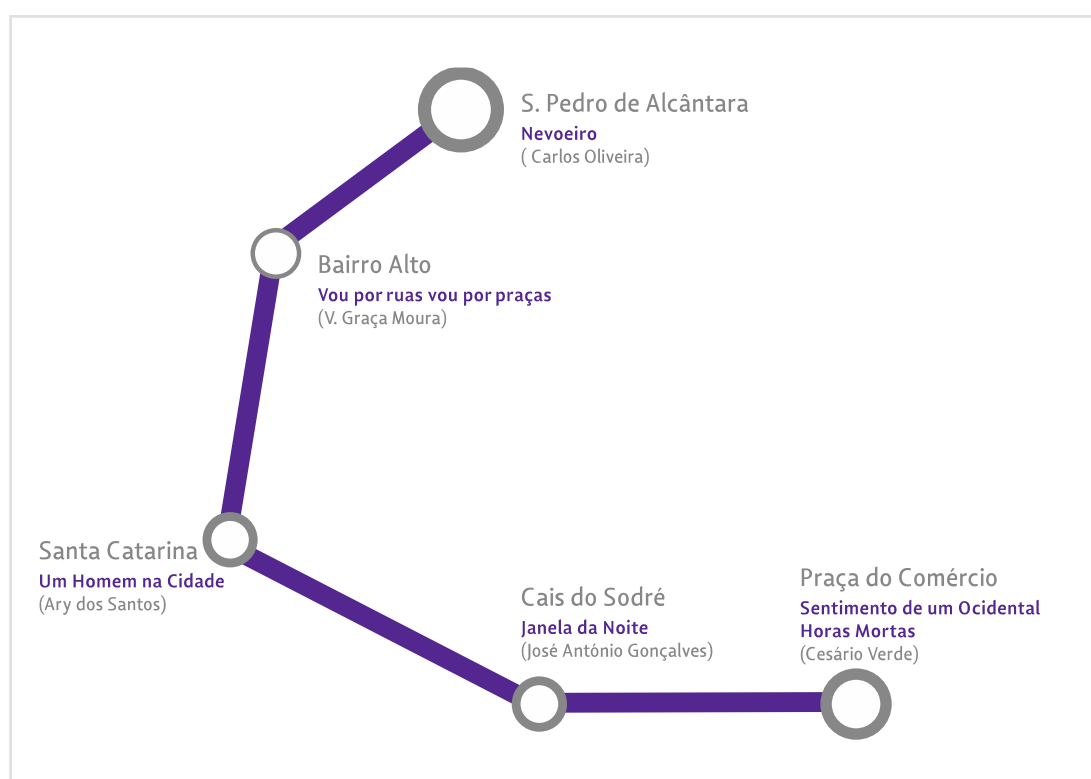 S. Pedro de Alcântara
Nevoeiro
( Carlos Oliveira)
Bairro Alto
Vou por ruas vou por praças
(V. Graça Moura)
Santa Catarina
Um Homem na Cidade
(Ary dos Santos)
Cais do Sodré
Janela da Noite
(José António Gonçalves)
Praça do Comércio
Sentimento de um Ocidental
Horas Mortas
(Cesário Verde)